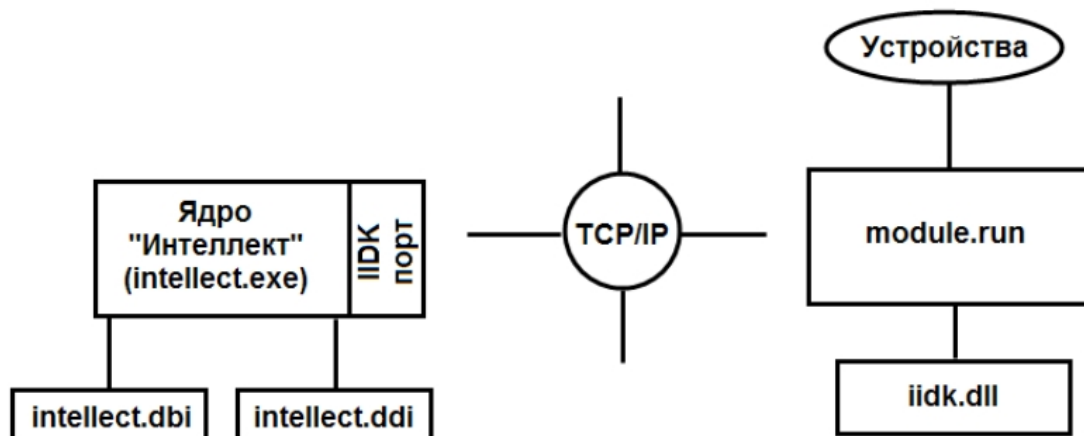 Устройства
Ядро
"Интеллект"
(intellect.exe)
IIDK
порт
TCP/IP
module.run
intellect.dbi
intellect.ddi
iidk.dll